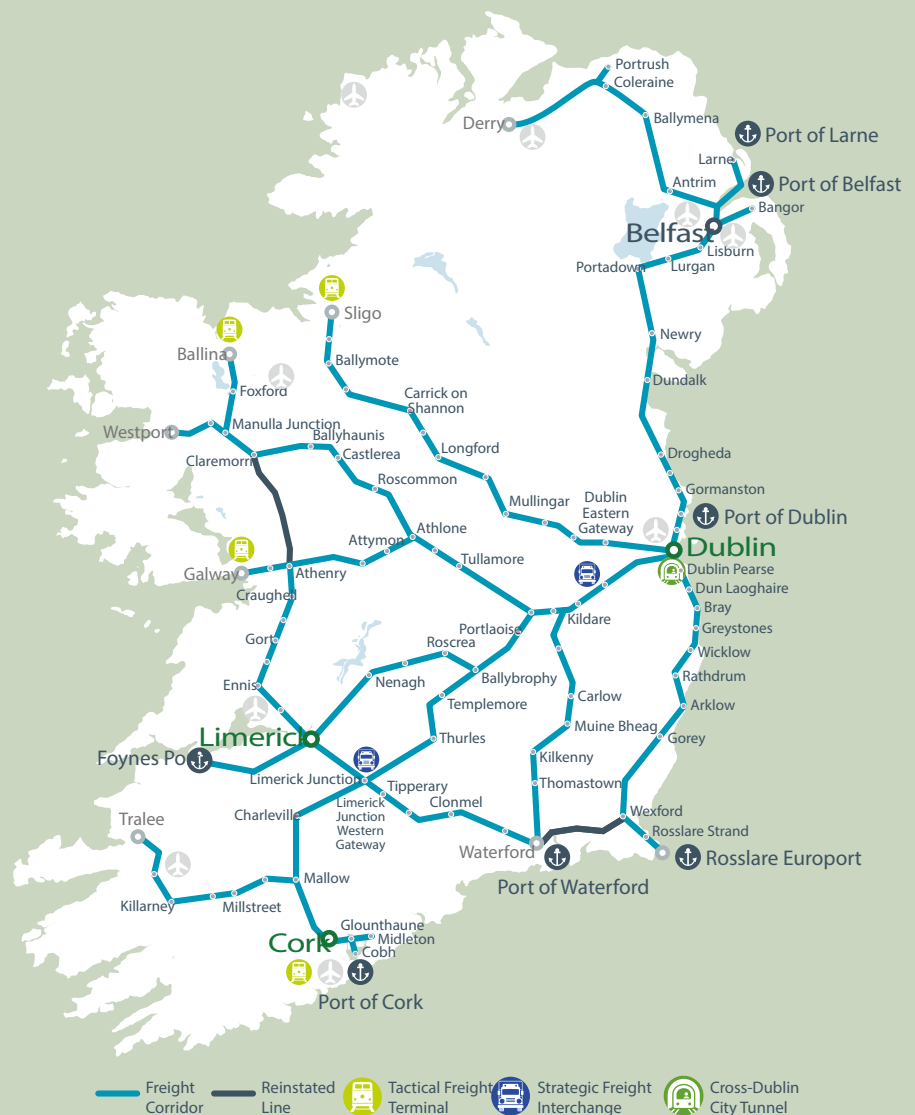 Portrush
Coleraine
Derry
Ballymena
Port of Larne
Larne
Antrim
Port of Belfast
Bangor
Belfast
Lisburn
Portadown
Lurgan
Sligo
Newry
Ballina
Ballymote
Dundalk
Foxford
Carrick on
Shannon
Westport
Manulla Junction
Ballyhaunis
Longford
Drogheda
Claremorri
Castlerea
Roscommon
Gormanston
Mullingar
Dublin
Eastern
Gateway
Port of Dublin
Athlone
Attymon
Dublin
Tullamore
Galway
Athenry
Dublin Pearse
Dun Laoghaire
Craughell
Bray
Kildare
Greystones
Portlaoise
Gort
Roscrea
Wicklow
Rathdrum
Ennis
Nenagh
Ballybrophy
Carlow
Templemore
Arklow
Muine Bheag
Limerick
Thurles
Gorey
Foynes Po
Kilkenny
Limerick Junction
Tipperary
Thomastown
Limerick
Junction
Western
Gateway
Clonmel
Charleville
Wexford
Tralee
Rosslare Strand
Waterford
Rosslare Europort
Port of Waterford
Mallow
Killarney
Millstreet
Glounthaune
Midleton
Cork
Cobh
Port of Cork
Freight
Corridor
Reinstated
Line
Tactical Freight
Terminal
Strategic Freight
Interchange
Cross-Dublin
City Tunnel